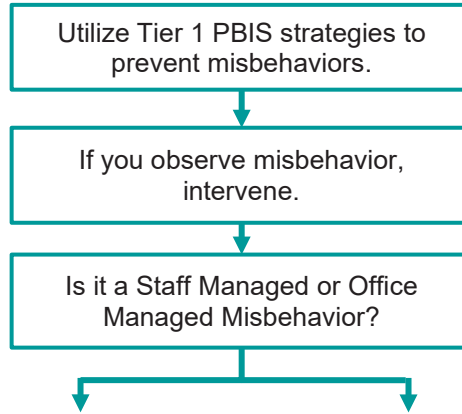 Utilize Tier 1 PBIS strategies to
prevent misbehaviors.
If you observe misbehavior,
intervene.
Is it a Staff Managed or Office
Managed Misbehavior?